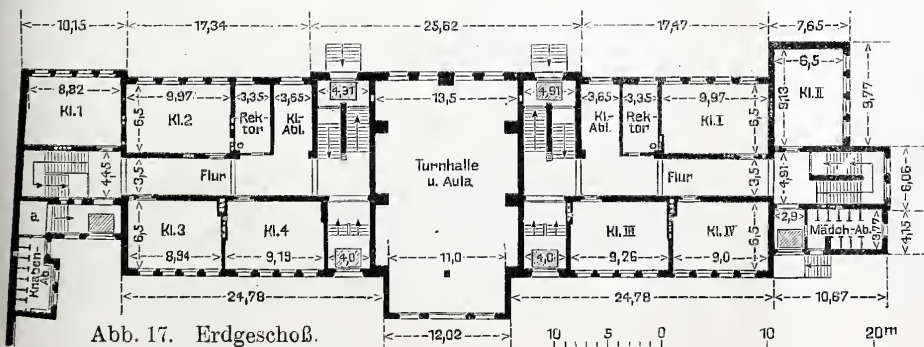 10,15 17,34 25,62 17,47 7,65
8,82 9,97 3,35 3,65 4,91 13,5 4,91 3,65 3,35 9,97 6,5
Kl.1 Kl.2 Rek- Kl.- Kl.- Rek- Kl.I Kl.II
tor Abl. Abl. tor
6,5 6,5 9,13 9,77
Turnhalle
u. Aula
4,45 3,5 Flur Flur 3,5 4,91 6,06
a.
Knaben-
Ab.
6,5 Kl.3 Kl.4 Kl.III Kl.IV 6,5 2,9 Mädch-Ab. 3,77 4,15
8,94 9,19 4,0 11,0 4,0 9,26 9,0
24,78 24,78 10,67
12,02
Abb. 17. Erdgeschoß.
10 5 0 10 20m